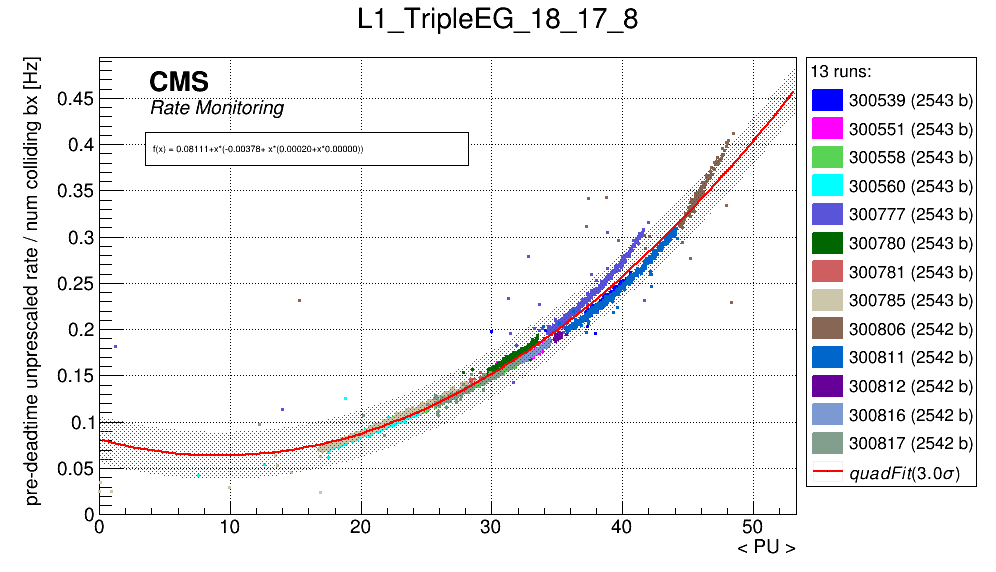 L1_TripleEG_18_17_8
pre-deadtime unprescaled rate / num colliding bx [Hz]
CMS
Rate Monitoring
f(x) = 0.08111+x*(-0.00378+ x*(0.00020+x*0.00000))
0.45
0.4
0.35
0.3
0.25
0.2
0.15
0.1
0.05
0
0 10 20 30 40 50
< PU >
13 runs:
300539 (2543 b)
300551 (2543 b)
300558 (2543 b)
300560 (2543 b)
300777 (2543 b)
300780 (2543 b)
300781 (2543 b)
300785 (2543 b)
300806 (2542 b)
300811 (2542 b)
300812 (2542 b)
300816 (2542 b)
300817 (2542 b)
quadFit(3.0σ)